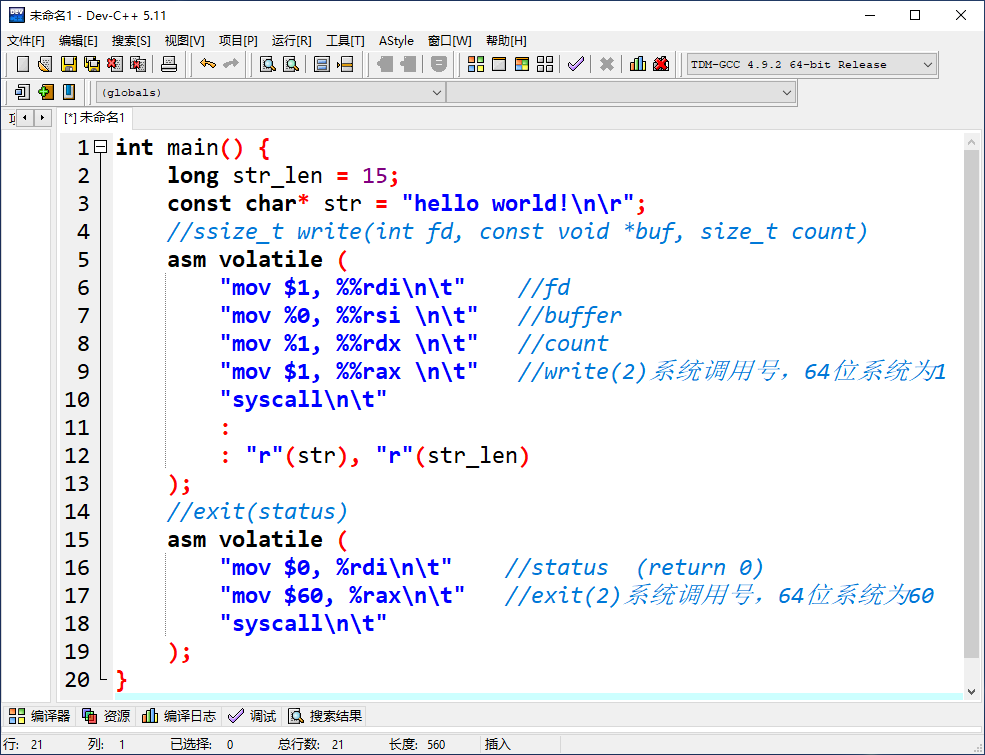 未命名1 - Dev-C++ 5.11
文件[F] 编辑[E] 搜索[S] 视图[V] 项目[P] 运行[R] 工具[T] AStyle 窗口[W] 帮助[H]
TDM-GCC 4.9.2 64-bit Release
(globals)
[*] 未命名1
1 int main() {
2 long str_len = 15;
3 const char* str = "hello world!\n\r";
4 //ssize_t write(int fd, const void *buf, size_t count)
5 asm volatile (
6 "mov $1, %%rdi\n\t" //fd
7 "mov %0, %%rsi \n\t" //buffer
8 "mov %1, %%rdx \n\t" //count
9 "mov $1, %%rax \n\t" //write(2)系统调用号，64位系统为1
10 "syscall\n\t"
11 :
12 : "r"(str), "r"(str_len)
13 );
14 //exit(status)
15 asm volatile (
16 "mov $0, %rdi\n\t" //status (return 0)
17 "mov $60, %rax\n\t" //exit(2)系统调用号，64位系统为60
18 "syscall\n\t"
19 );
20 }
编译器 资源 编译日志 调试 搜索结果
行: 21 列: 1 已选择: 0 总行数: 21 长度: 560 插入